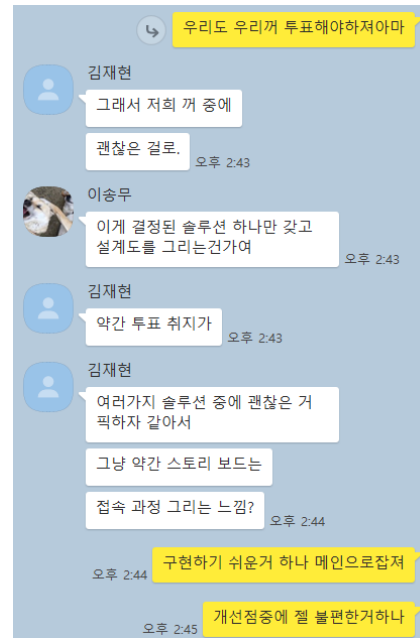 우리도 우리꺼 투표해야하져아마
김재현
그래서 저희 꺼 중에
괜찮은 걸로.
오후 2:43
이송무
이게 결정된 솔루션 하나만 갖고
설계도를 그리는건가여
오후 2:43
김재현
약간 투표 취지가
오후 2:43
김재현
여러가지 솔루션 중에 괜찮은 거
픽하자 같아서
그냥 약간 스토리 보드는
접속 과정 그리는 느낌?
오후 2:44
구현하기 쉬운거 하나 메인으로잡져
오후 2:44
개선점중에 젤 불편한거하나
오후 2:45